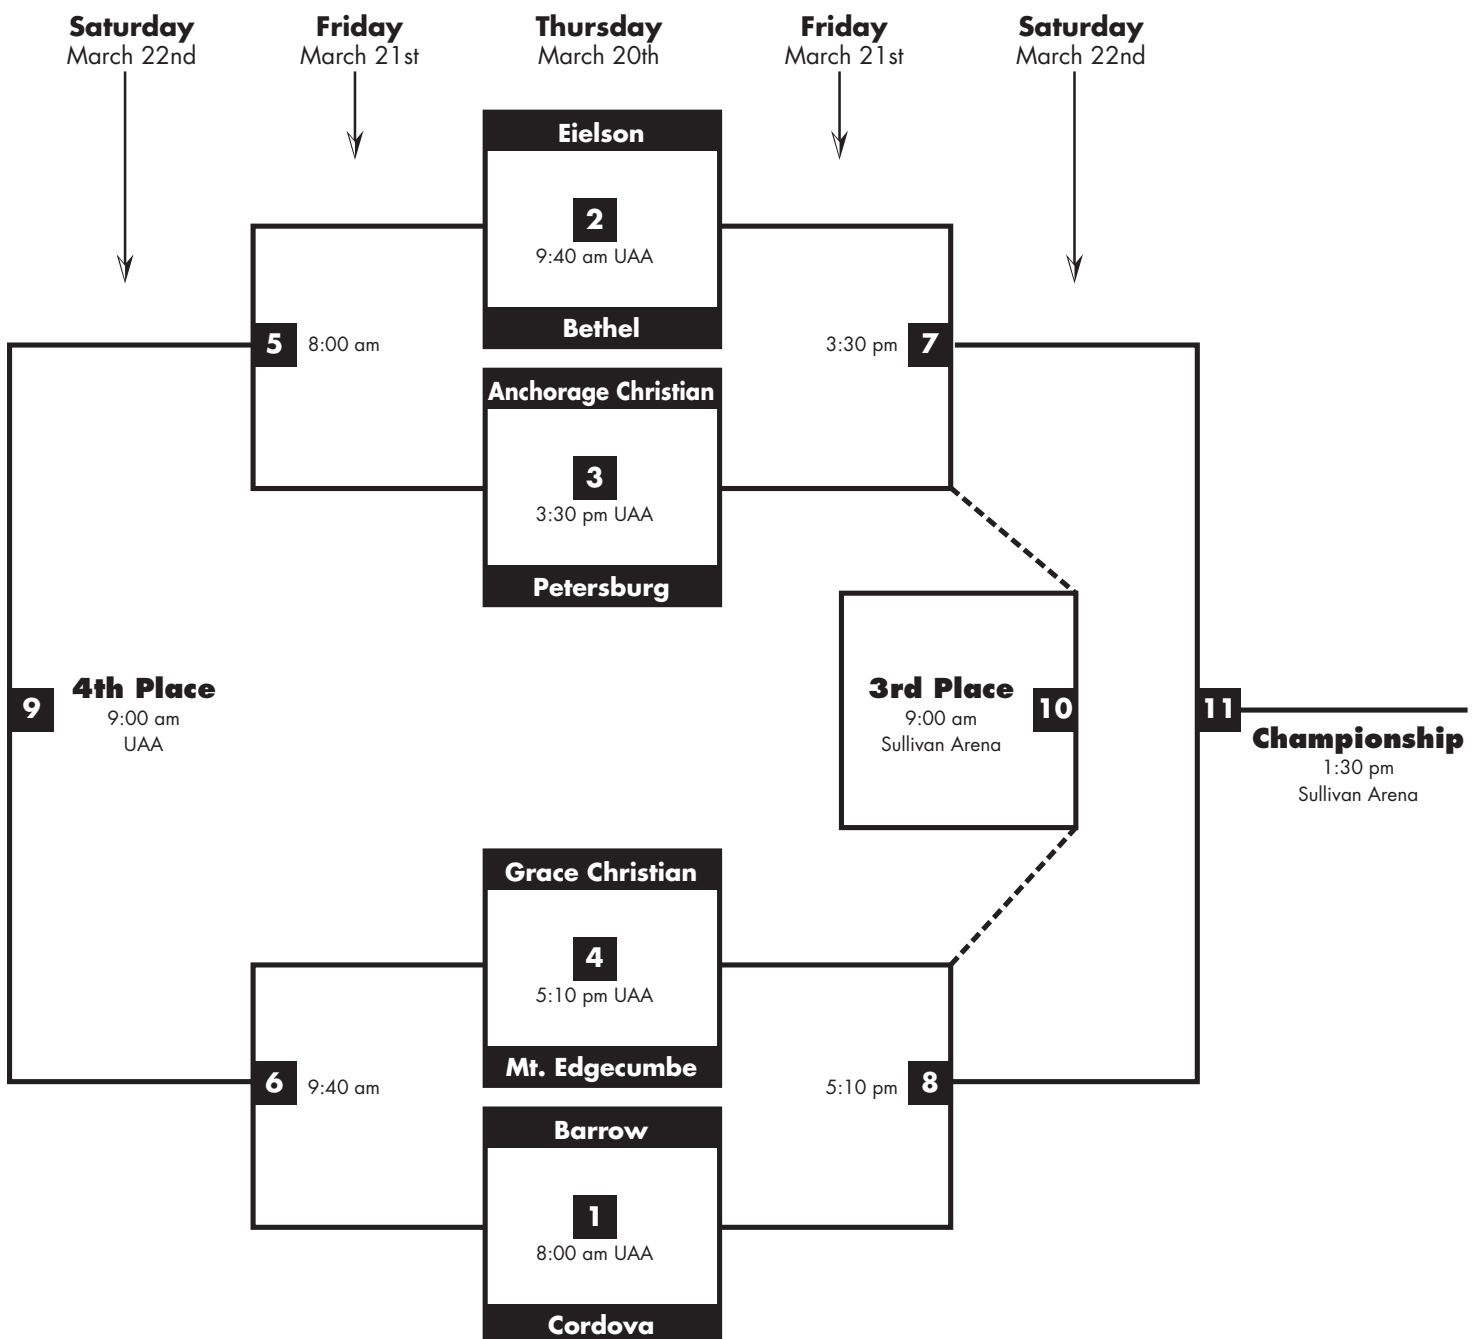 Saturday
March 22nd
Friday
March 21st
Thursday
March 20th
Friday
March 21st
Saturday
March 22nd
Eielson
2
9:40 am UAA
Bethel
5
8:00 am
3:30 pm
7
Anchorage Christian
3
3:30 pm UAA
Petersburg
9
4th Place
9:00 am
UAA
3rd Place
9:00 am
Sullivan Arena
10
11
Championship
1:30 pm
Sullivan Arena
Grace Christian
4
5:10 pm UAA
Mt. Edgecumbe
6
9:40 am
5:10 pm
8
Barrow
1
8:00 am UAA
Cordova